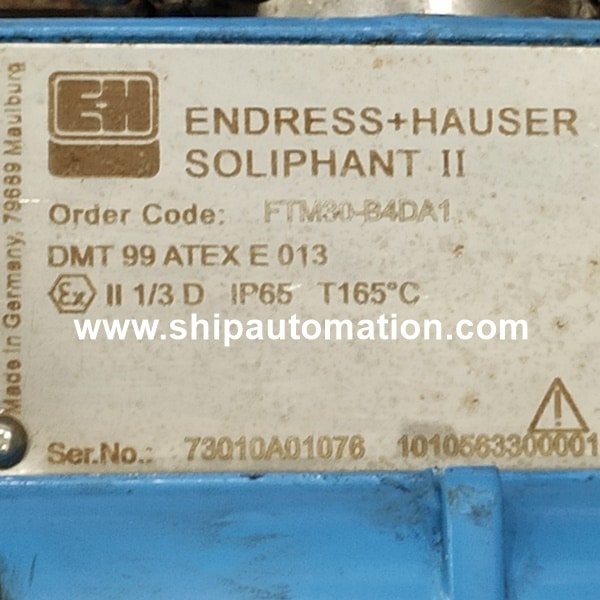 E+H
ENDRESS+HAUSER
SOLIPHANT II
Order Code: FTM30-B4DA1
DMT 99 ATEX E 013
Ex II 1/3 D IP65 T165°C
www.shipautomation.com
Ser.No.: 73010A01076 1010563300001
Made in Germany, 79689 Maulburg